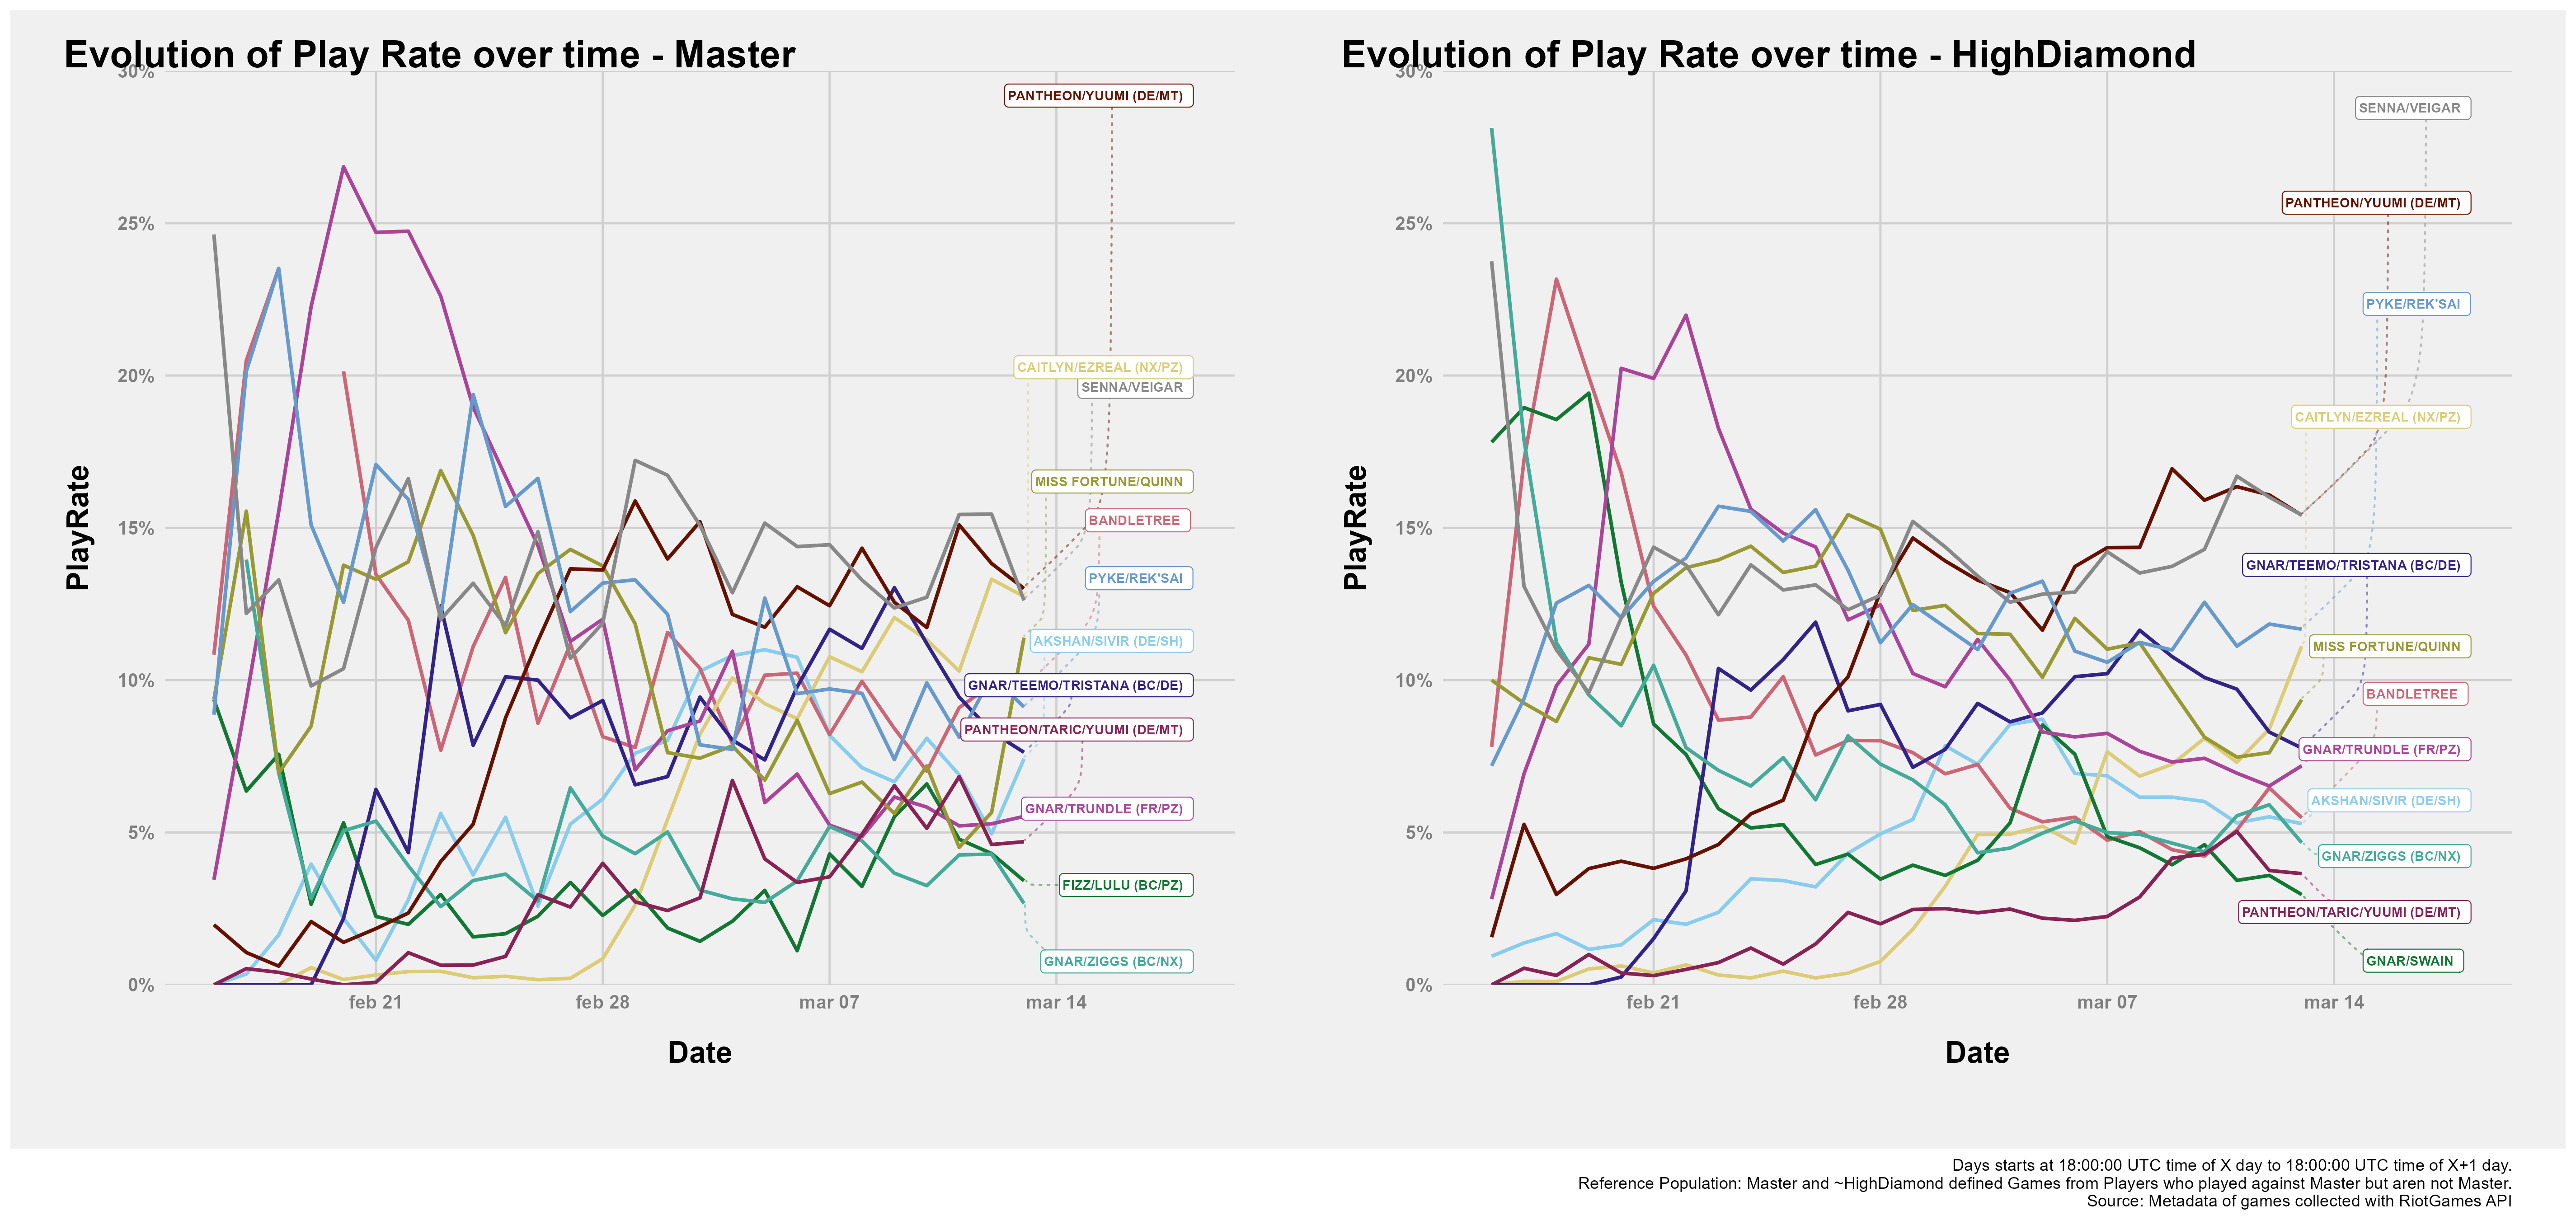 Evolution of Play Rate over time - Master
30%
25%
20%
15%
10%
5%
0%
PlayRate
feb 21
feb 28
mar 07
mar 14
Date
PANTHEON/YUUMI (DE/MT)
CAITLYN/EZREAL (NX/PZ)
SENNA/VEIGAR
MISS FORTUNE/QUINN
BANDLETREE
PYKE/REK'SAI
AKSHAN/SIVIR (DE/SH)
GNAR/TEEMO/TRISTANA (BC/DE)
PANTHEON/TARIC/YUUMI (DE/MT)
GNAR/TRUNDLE (FR/PZ)
FIZZ/LULU (BC/PZ)
GNAR/ZIGGS (BC/NX)
Evolution of Play Rate over time - HighDiamond
30%
25%
20%
15%
10%
5%
0%
PlayRate
feb 21
feb 28
mar 07
mar 14
Date
SENNA/VEIGAR
PANTHEON/YUUMI (DE/MT)
PYKE/REK'SAI
CAITLYN/EZREAL (NX/PZ)
GNAR/TEEMO/TRISTANA (BC/DE)
MISS FORTUNE/QUINN
BANDLETREE
GNAR/TRUNDLE (FR/PZ)
AKSHAN/SIVIR (DE/SH)
GNAR/ZIGGS (BC/NX)
PANTHEON/TARIC/YUUMI (DE/MT)
GNAR/SWAIN
Days starts at 18:00:00 UTC time of X day to 18:00:00 UTC time of X+1 day.
Reference Population: Master and ~HighDiamond defined Games from Players who played against Master but aren not Master.
Source: Metadata of games collected with RiotGames API